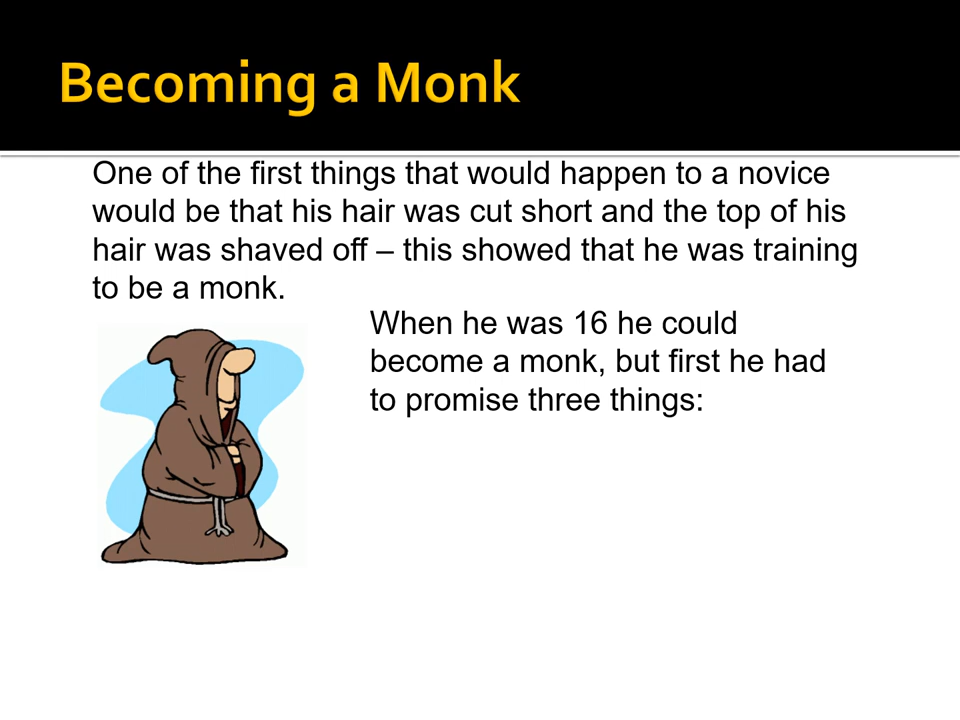 Becoming a Monk
One of the first things that would happen to a novice
would be that his hair was cut short and the top of his
hair was shaved off – this showed that he was training
to be a monk.
When he was 16 he could
become a monk, but first he had
to promise three things: